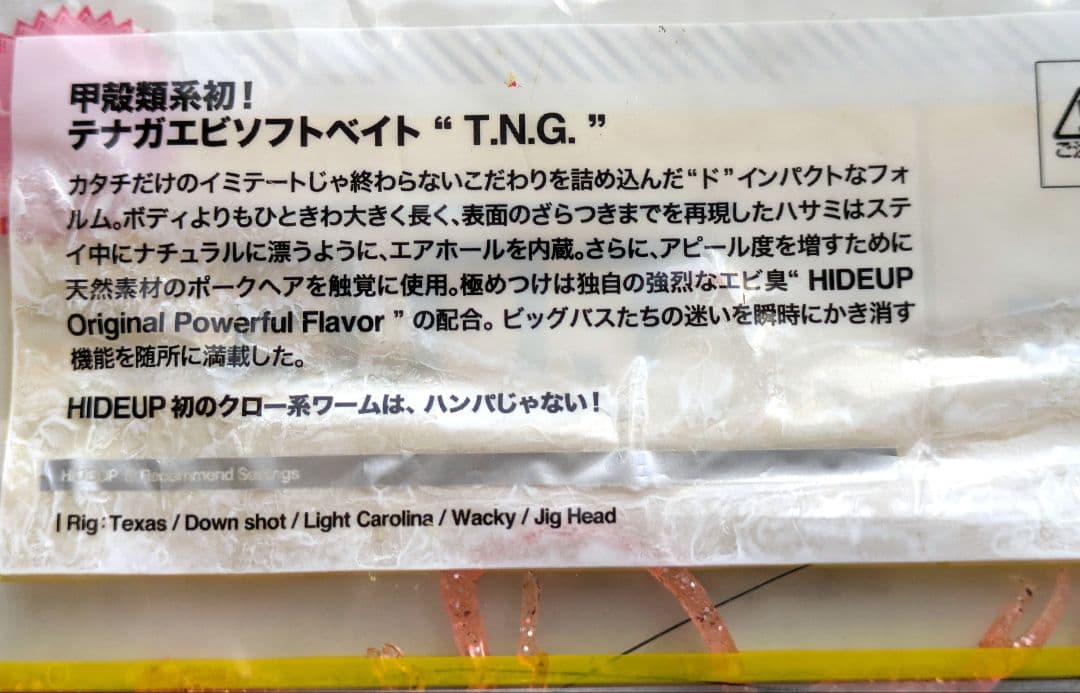 甲殻類系初!
テナガエビソフトベイト “ T.N.G. ”
カタチだけのイミテートじゃ終わらないこだわりを詰め込んだ“ド”インパクトなフォ
ルム。ボディよりもひときわ大きく長く、表面のざらつきまでを再現したハサミはステ
イ中にナチュラルに漂うように、エアホールを内蔵。さらに、アピール度を増すために
天然素材のポークヘアを触覚に使用。極めつけは独自の強烈なエビ臭“ HIDEUP
Original Powerful Flavor ” の配合。ビッグバスたちの迷いを瞬時にかき消す
機能を随所に満載した。
HIDEUP 初のクロー系ワームは、ハンパじゃない!
HIDEUP Recommend Settings
| Rig:Texas / Down shot / Light Carolina / Wacky / Jig Head